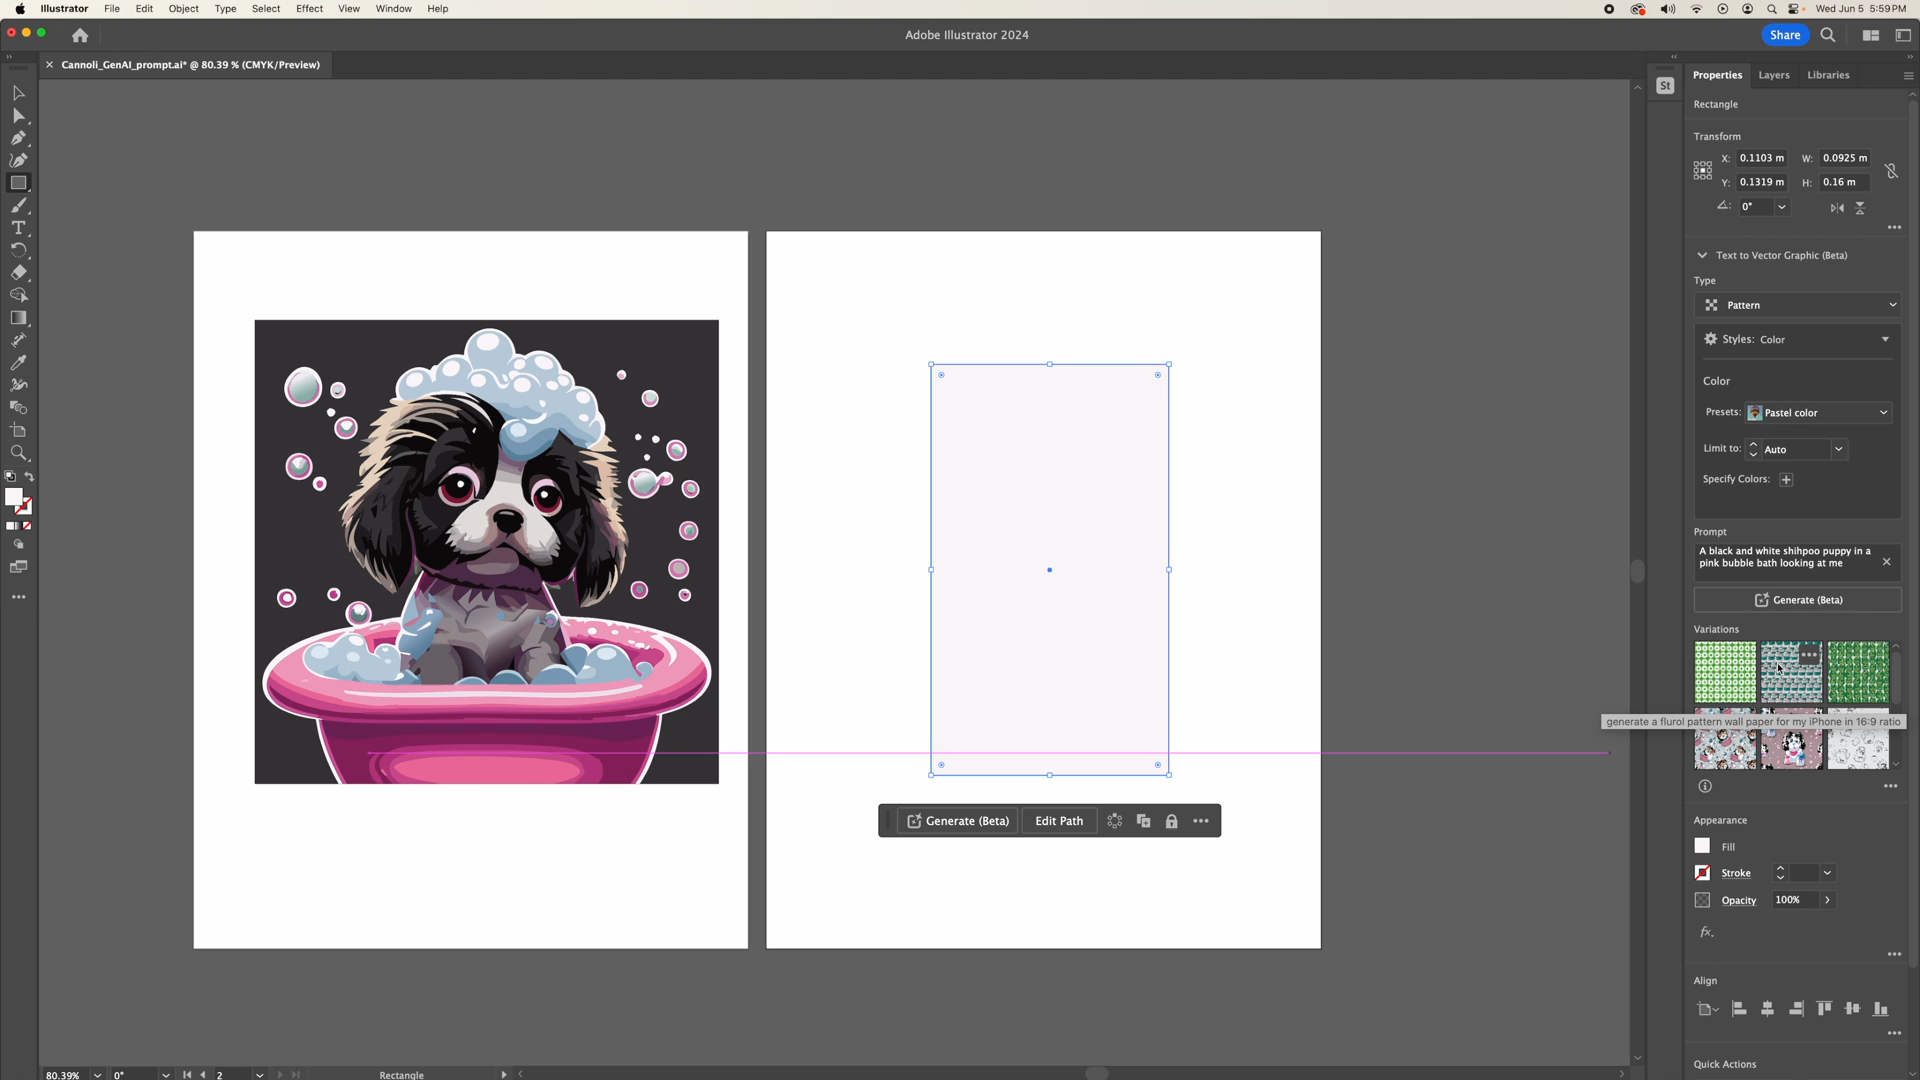 Illustrator File Edit Object Type Select Effect View Window Help
Wed Jun 5 5:59PM
Adobe Illustrator 2024
Share
Cannoli_GenAI_prompt.ai* @ 80.39 % (CMYK/Preview)
St
Properties Layers Libraries
Rectangle
Transform
X: 0.1103 m W: 0.0925 m
Y: 0.1319 m H: 0.16 m
0°
Text to Vector Graphic (Beta)
Type
Pattern
Styles: Color
Color
Presets: Pastel color
Limit to: Auto
Specify Colors:
Prompt
A black and white shihpoo puppy in a
pink bubble bath looking at me
Generate (Beta)
Variations
generate a flurol pattern wall paper for my iPhone in 16:9 ratio
Generate (Beta) Edit Path
Appearance
Fill
Stroke
Opacity 100%
fx.
Align
Quick Actions
80.39% 0° 2 Rectangle